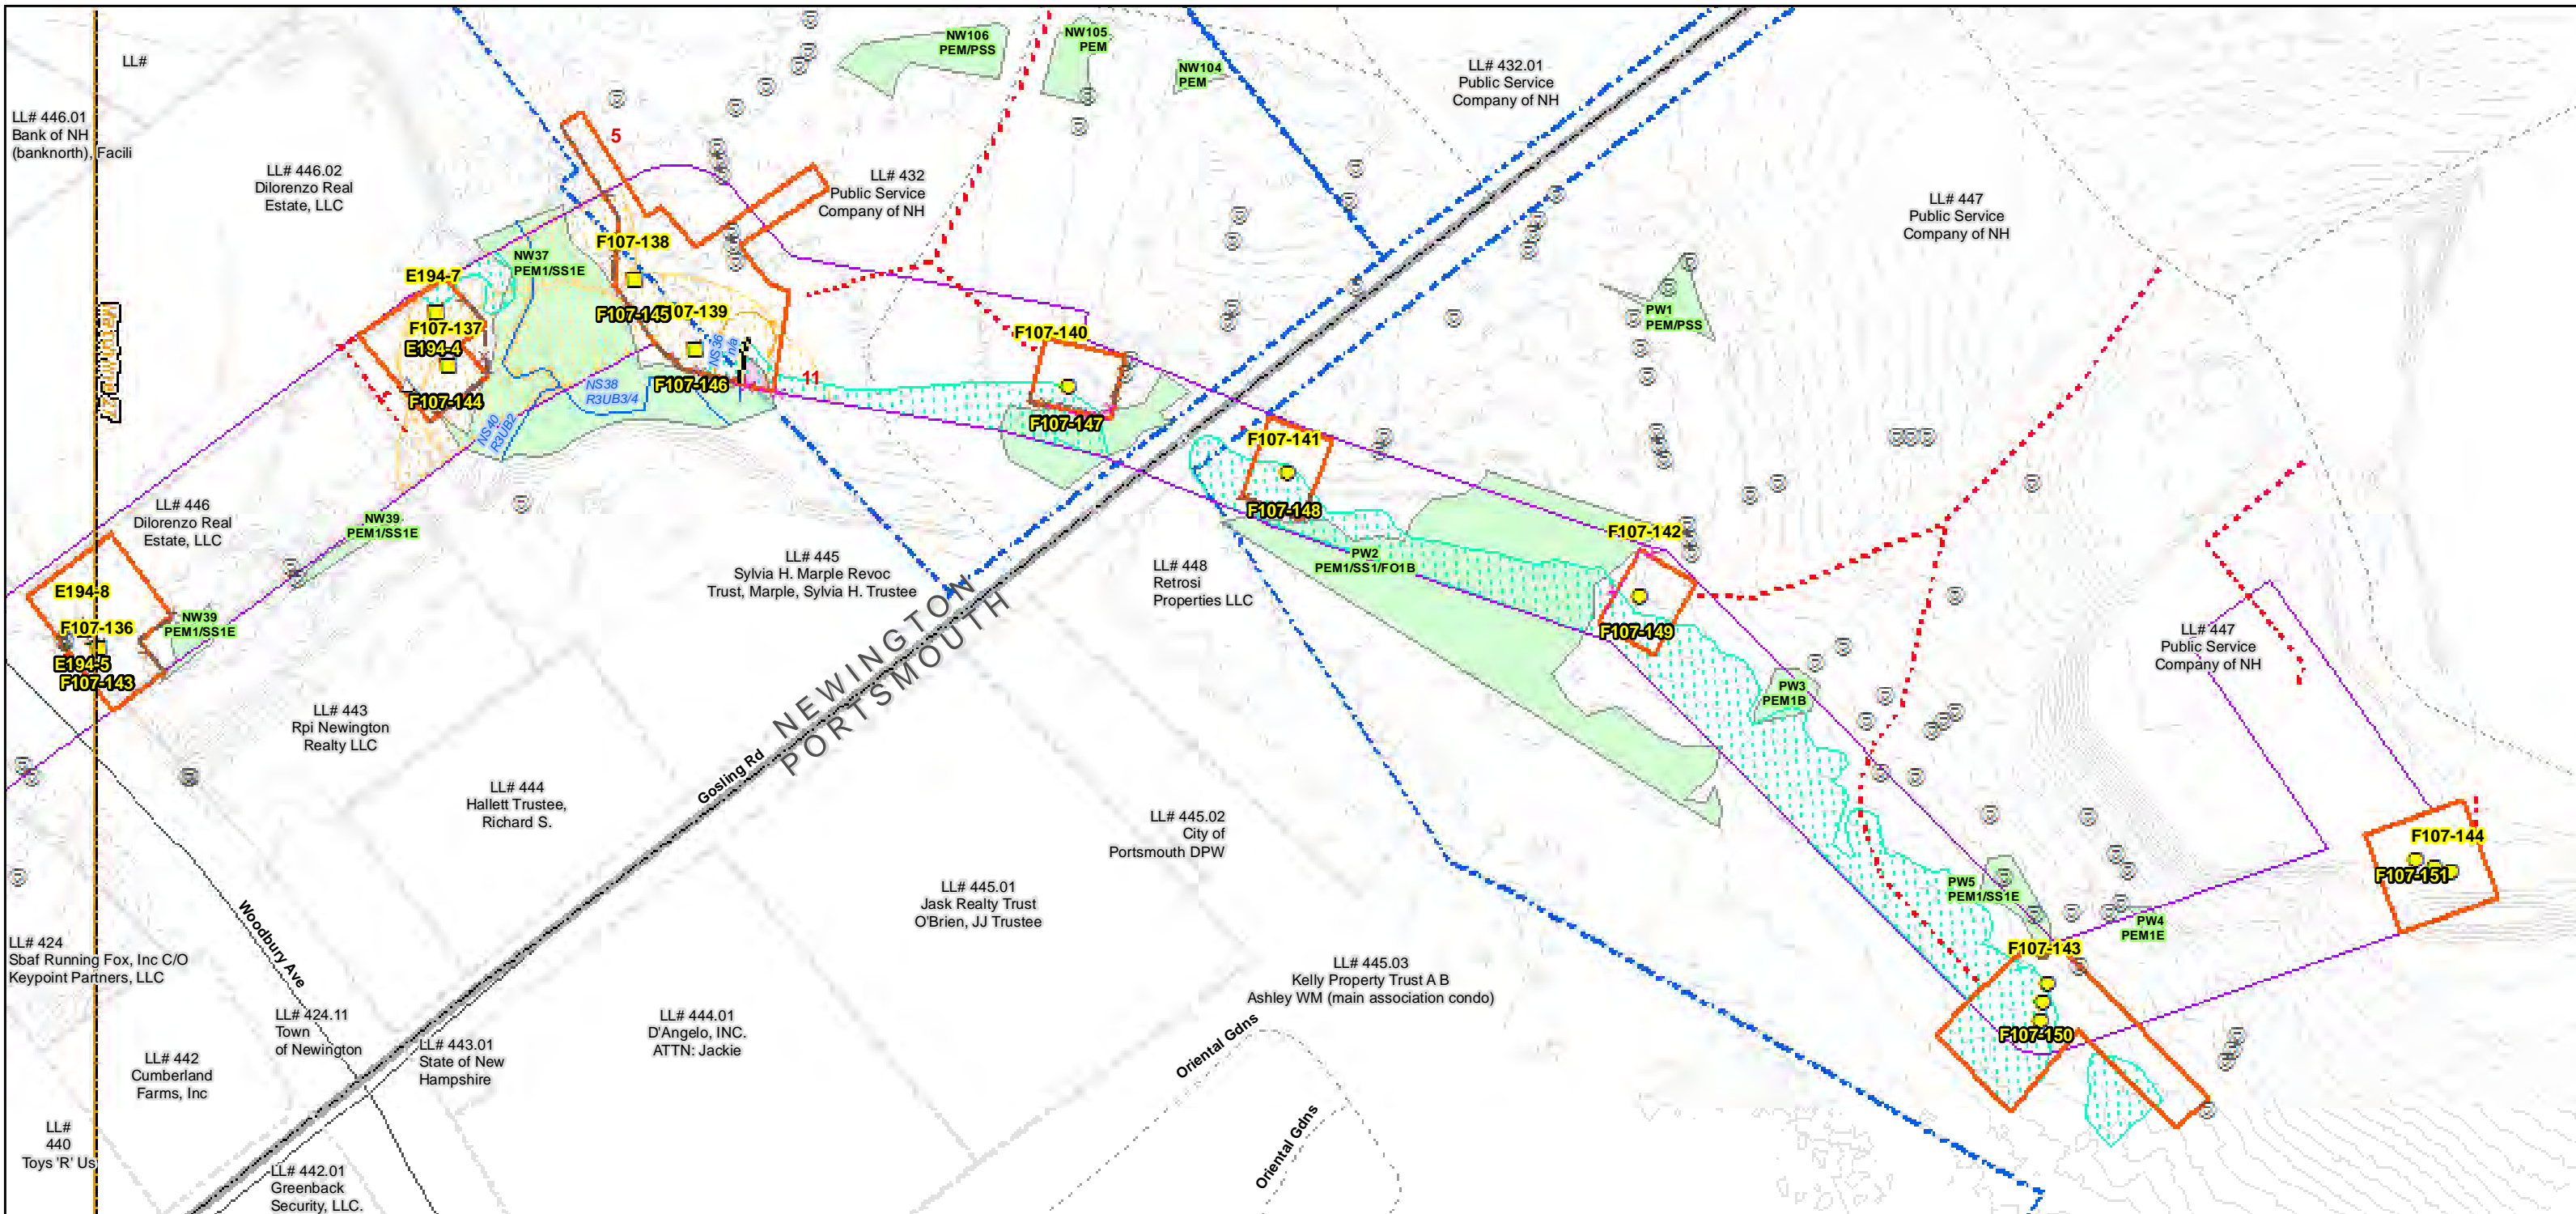 LL#
LL# 446.01
Bank of NH
(banknorth), Facili
LL# 446.02
Dilorenzo Real
Estate, LLC
5
NW106
PEM/PSS
NW105
PEM
NW104
PEM
LL# 432.01
Public Service
Company of NH
LL# 432
Public Service
Company of NH
LL# 447
Public Service
Company of NH
F107-138
NW37
PEM1/SS1E
E194-7
F107-137
E194-4
F107-144
F107-145
07-139
NS36
n/a
F107-146
11
NS38
R3UB3/4
NS40
R3UB2
F107-140
F107-147
PW1
PEM/PSS
F107-141
F107-148
F107-142
F107-149
PW2
PEM1/SS1/FO1B
LL# 446
Dilorenzo Real
Estate, LLC
NW39
PEM1/SS1E
E194-8
F107-136
E194-5
F107-143
NW39
PEM1/SS1E
LL# 445
Sylvia H. Marple Revoc
Trust, Marple, Sylvia H. Trustee
LL# 448
Retrosi
Properties LLC
NEWINGTON
PORTSMOUTH
Gosling Rd
LL# 447
Public Service
Company of NH
PW3
PEM1B
LL# 443
Rpi Newington
Realty LLC
LL# 444
Hallett Trustee,
Richard S.
LL# 445.02
City of
Portsmouth DPW
LL# 445.01
Jask Realty Trust
O'Brien, JJ Trustee
F107-144
F107-151
PW5
PEM1/SS1E
PW4
PEM1E
F107-143
F107-150
Woodbury Ave
LL# 424
Sbaf Running Fox, Inc C/O
Keypoint Partners, LLC
LL# 445.03
Kelly Property Trust A B
Ashley WM (main association condo)
LL# 424.11
Town
of Newington
LL# 444.01
D'Angelo, INC.
ATTN: Jackie
LL# 443.01
State of New
Hampshire
LL# 442
Cumberland
Farms, Inc
Oriental Gdns
Oriental Gdns
LL#
440
Toys 'R' Us
LL# 442.01
Greenback
Security, LLC.